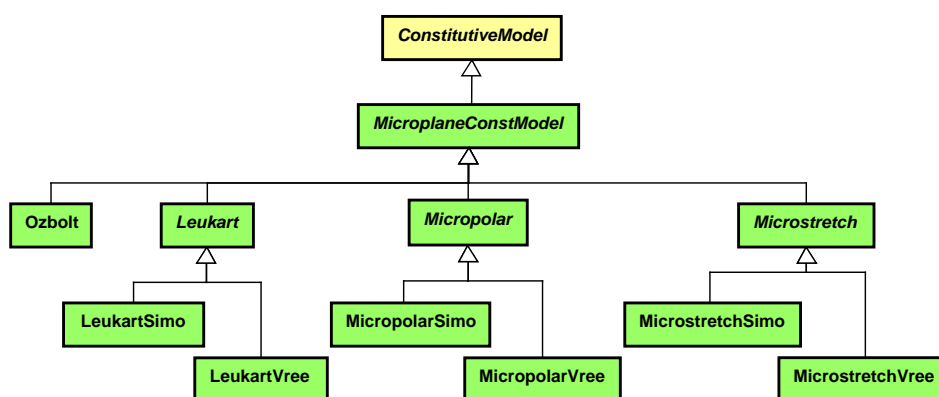 ConstitutiveModel
MicroplaneConstModel
Ozbolt
Leukart
Micropolar
Microstretch
LeukartSimo
MicropolarSimo
MicrostretchSimo
LeukartVree
MicropolarVree
MicrostretchVree